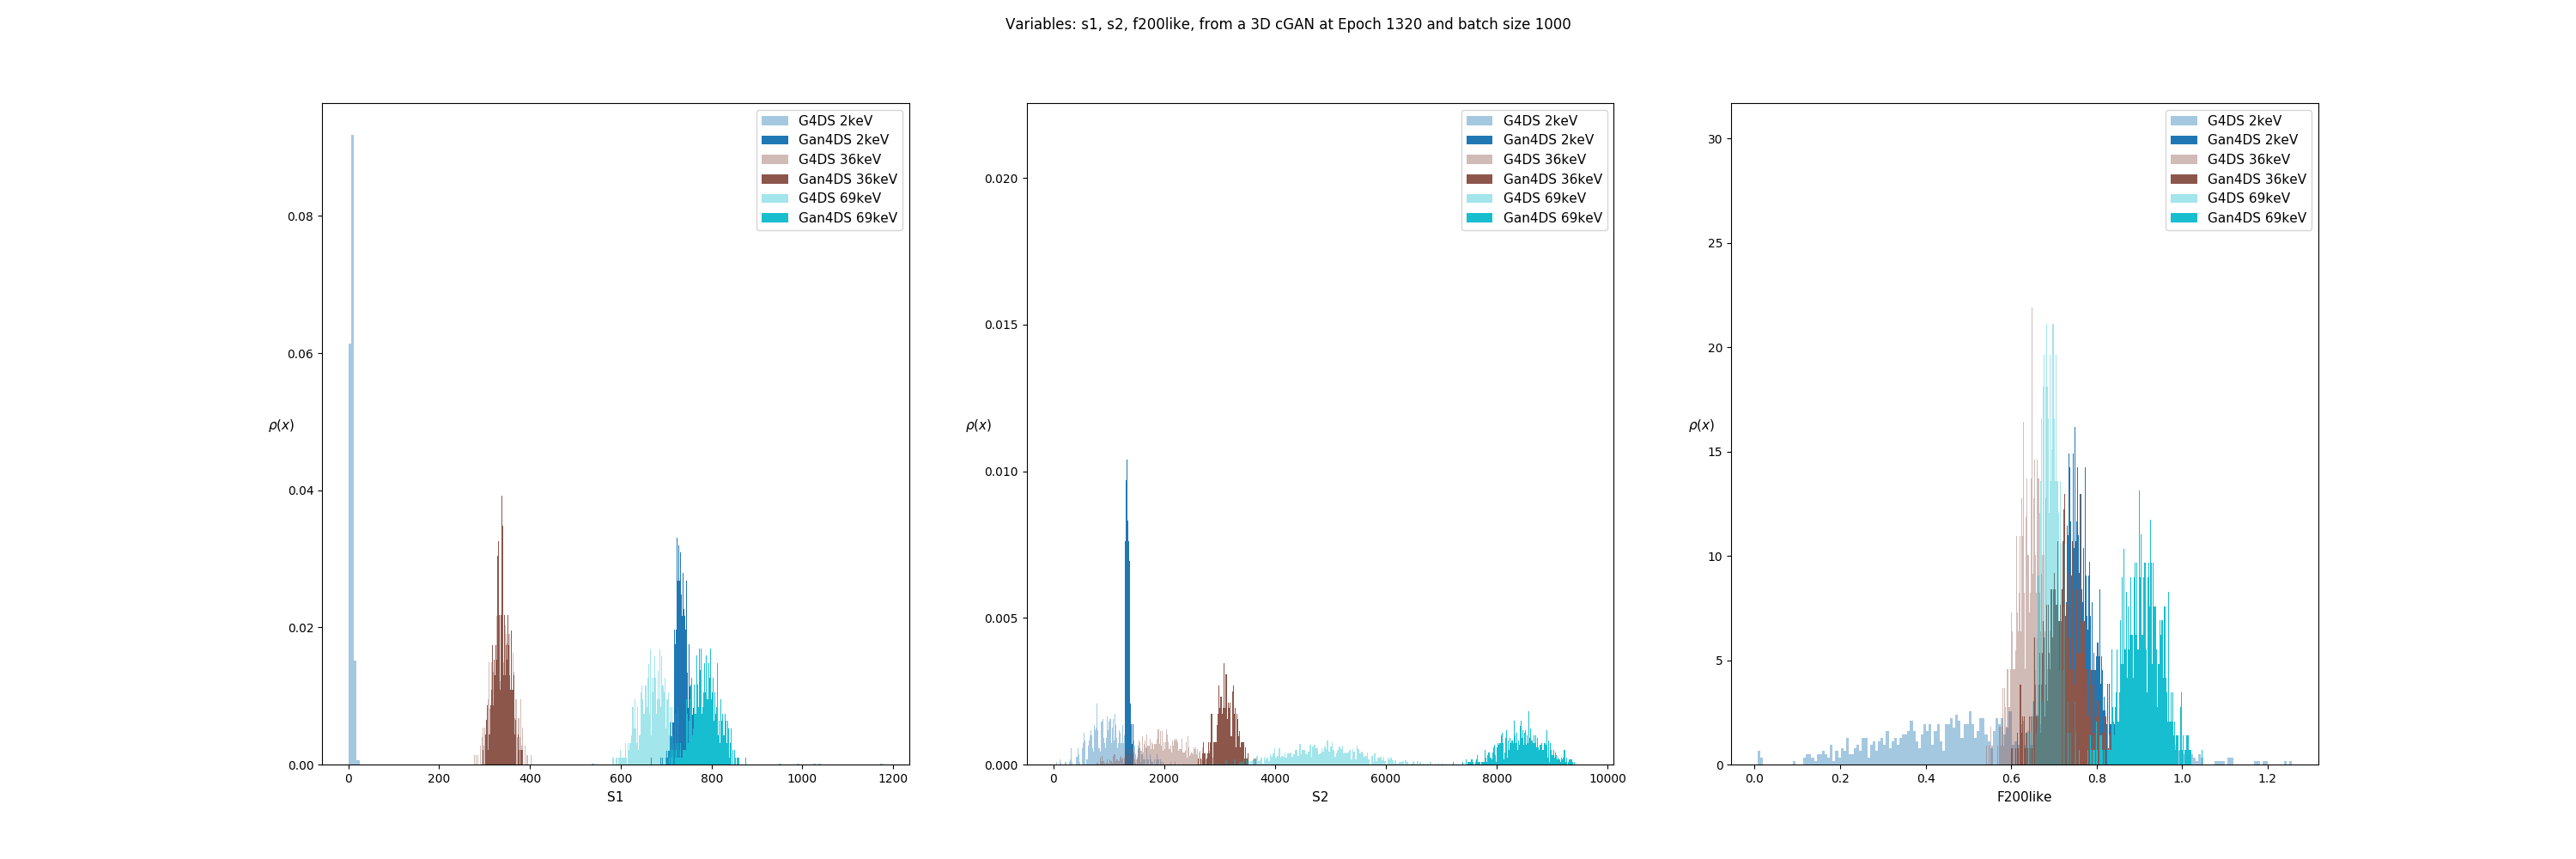 Variables: s1, s2, f200like, from a 3D cGAN at Epoch 1320 and batch size 1000
G4DS 2keV
Gan4DS 2keV
G4DS 36keV
Gan4DS 36keV
G4DS 69keV
Gan4DS 69keV
0.08
0.06
0.04
0.02
0.00
ρ(x)
0 200 400 600 800 1000 1200
S1
G4DS 2keV
Gan4DS 2keV
G4DS 36keV
Gan4DS 36keV
G4DS 69keV
Gan4DS 69keV
0.020
0.015
0.010
0.005
0.000
ρ(x)
0 2000 4000 6000 8000 10000
S2
G4DS 2keV
Gan4DS 2keV
G4DS 36keV
Gan4DS 36keV
G4DS 69keV
Gan4DS 69keV
30
25
20
15
10
5
0
ρ(x)
0.0 0.2 0.4 0.6 0.8 1.0 1.2
F200like